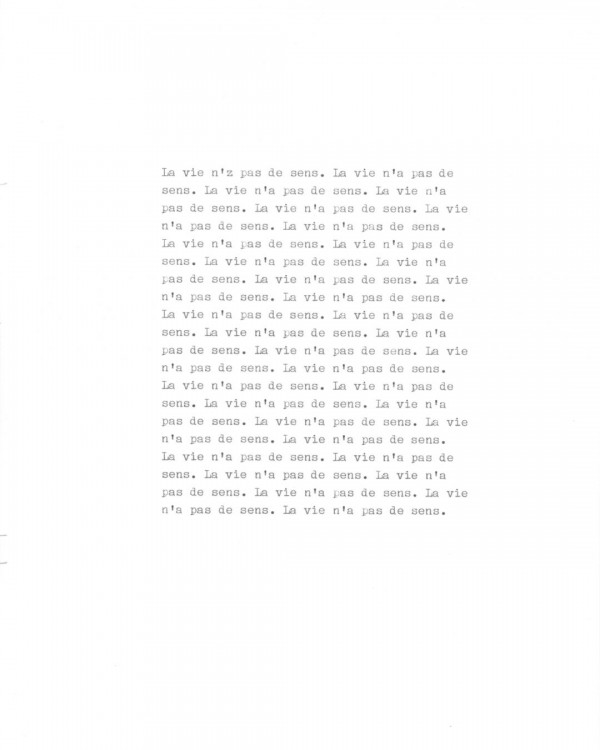 La vie n'z pas de sens. La vie n'a pas de
sens. La vie n'a pas de sens. La vie n'a
pas de sens. La vie n'a pas de sens. La vie
n'a pas de sens. La vie n'a pas de sens.
La vie n'a pas de sens. La vie n'a pas de
sens. La vie n'a pas de sens. La vie n'a
pas de sens. La vie n'a pas de sens. La vie
n'a pas de sens. La vie n'a pas de sens.
La vie n'a pas de sens. La vie n'a pas de
sens. La vie n'a pas de sens. La vie n'a
pas de sens. La vie n'a pas de sens. La vie
n'a pas de sens. La vie n'a pas de sens.
La vie n'a pas de sens. La vie n'a pas de
sens. La vie n'a pas de sens. La vie n'a
pas de sens. La vie n'a pas de sens. La vie
n'a pas de sens. La vie n'a pas de sens.
La vie n'a pas de sens. La vie n'a pas de
sens. La vie n'a pas de sens. La vie n'a
pas de sens. La vie n'a pas de sens. La vie
n'a pas de sens. La vie n'a pas de sens.